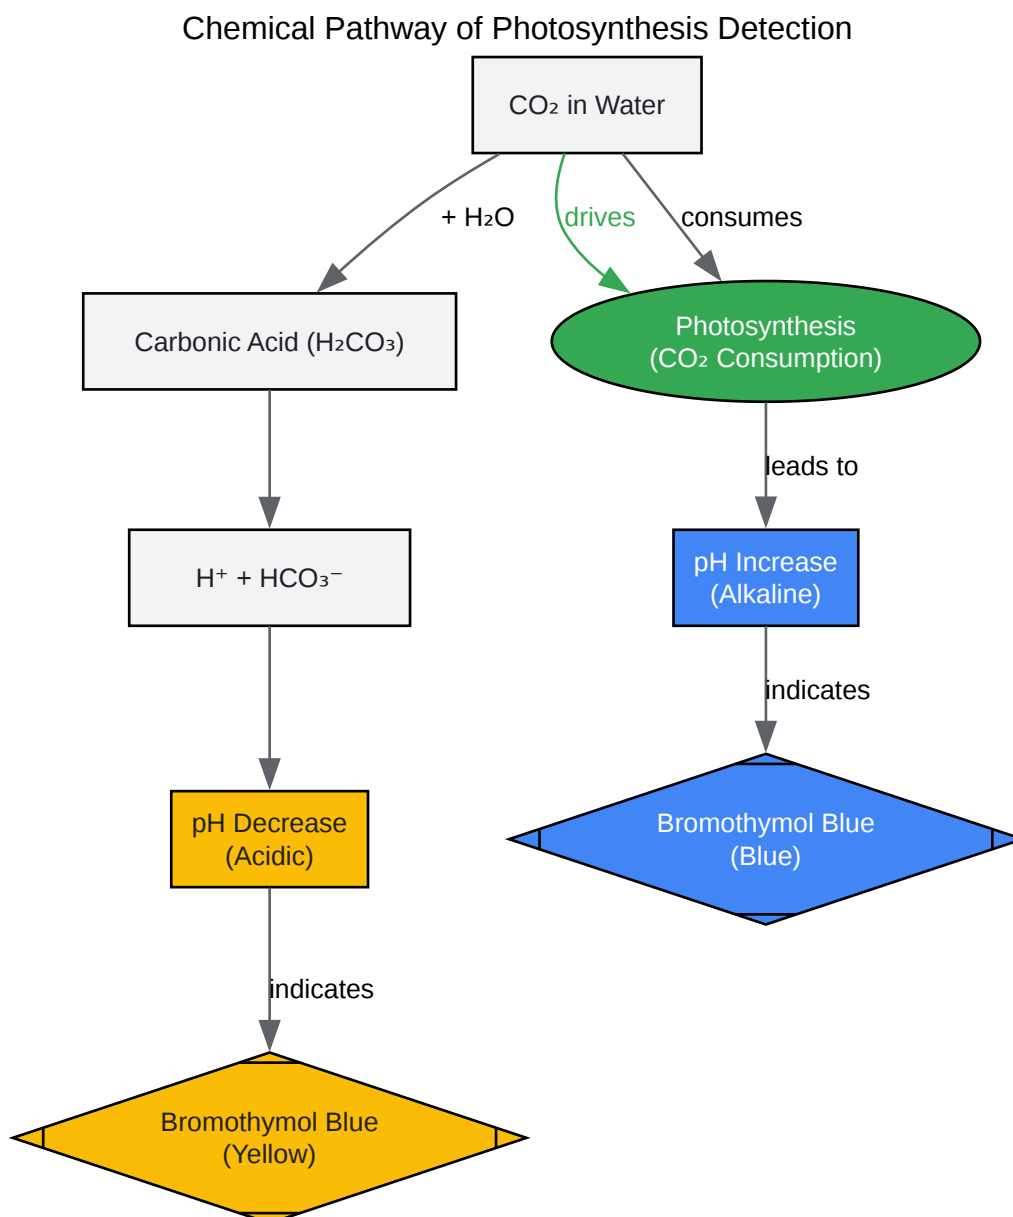 Chemical Pathway of Photosynthesis Detection
CO₂ in Water
+ H₂O
drives
consumes
Carbonic Acid (H₂CO₃)
Photosynthesis
(CO₂ Consumption)
leads to
H⁺ + HCO₃⁻
pH Increase
(Alkaline)
indicates
pH Decrease
(Acidic)
Bromothymol Blue
(Blue)
indicates
Bromothymol Blue
(Yellow)